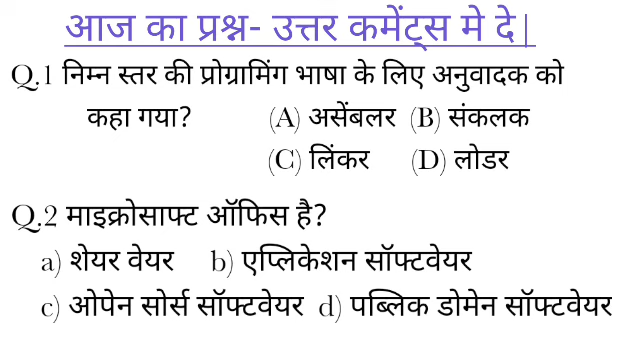 आज का प्रश्न- उत्तर कमेंट्स मे दे|
Q.1 निम्न स्तर की प्रोग्रामिंग भाषा के लिए अनुवादक को
कहा गया? (A) असेंबलर (B) संकलक
(C) लिंकर (D) लोडर
Q.2 माइक्रोसाफ्ट ऑफिस है?
a) शेयर वेयर b) एप्लिकेशन सॉफ्टवेयर
c) ओपेन सोर्स सॉफ्टवेयर d) पब्लिक डोमेन सॉफ्टवेयर